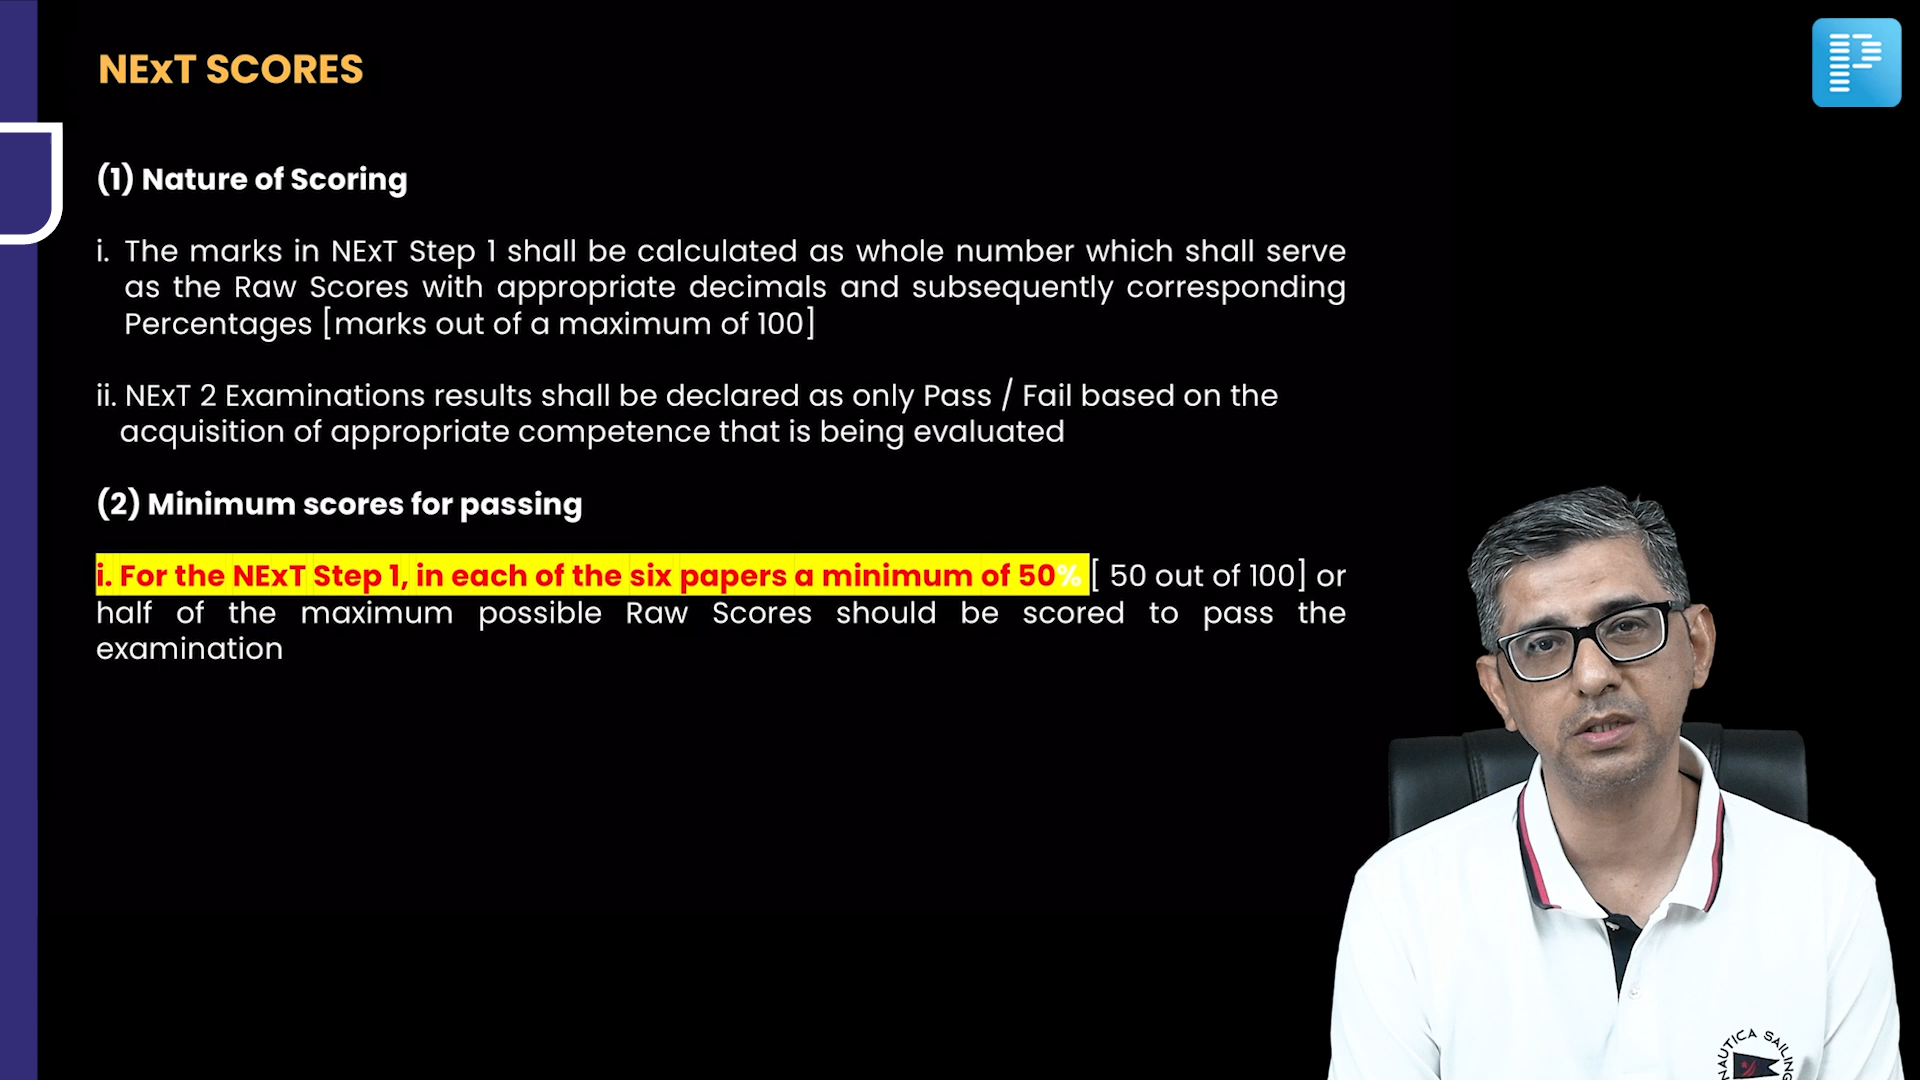 NExT SCORES
(1) Nature of Scoring
i. The marks in NExT Step 1 shall be calculated as whole number which shall serve
as the Raw Scores with appropriate decimals and subsequently corresponding
Percentages [marks out of a maximum of 100]
ii. NExT 2 Examinations results shall be declared as only Pass / Fail based on the
acquisition of appropriate competence that is being evaluated
(2) Minimum scores for passing
i. For the NExT Step 1, in each of the six papers a minimum of 50% [ 50 out of 100] or
half of the maximum possible Raw Scores should be scored to pass the
examination
NAUTICA SAILING